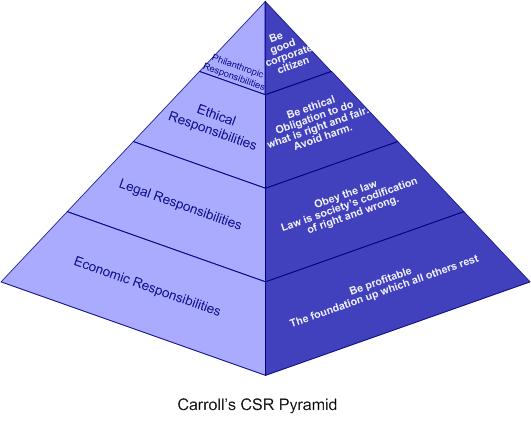 Philanthropic
Responsibilities
Be
good
corporate
citizen
Ethical
Responsibilities
Be ethical
Obligation to do
what is right and fair.
Avoid harm.
Legal Responsibilities
Obey the law
Law is society's codification
of right and wrong.
Economic Responsibilities
Be profitable
The foundation up which all others rest
Carroll's CSR Pyramid